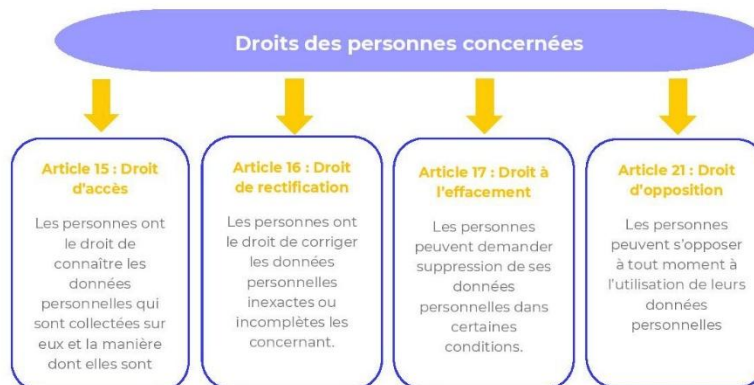 Droits des personnes concernées
Article 15 : Droit
d'accès
Les personnes ont
le droit de
connaître les
données
personnelles qui
sont collectées sur
eux et la manière
dont elles sont
Article 16 : Droit
de rectification
Les personnes ont
le droit de corriger
les données
personnelles
inexactes ou
incomplètes les
concernant.
Article 17 : Droit à
l'effacement
Les personnes
peuvent demander
suppression de ses
données
personnelles dans
certaines
conditions.
Article 21 : Droit
d'opposition
Les personnes
peuvent s'opposer
à tout moment à
l'utilisation de leurs
données
personnelles